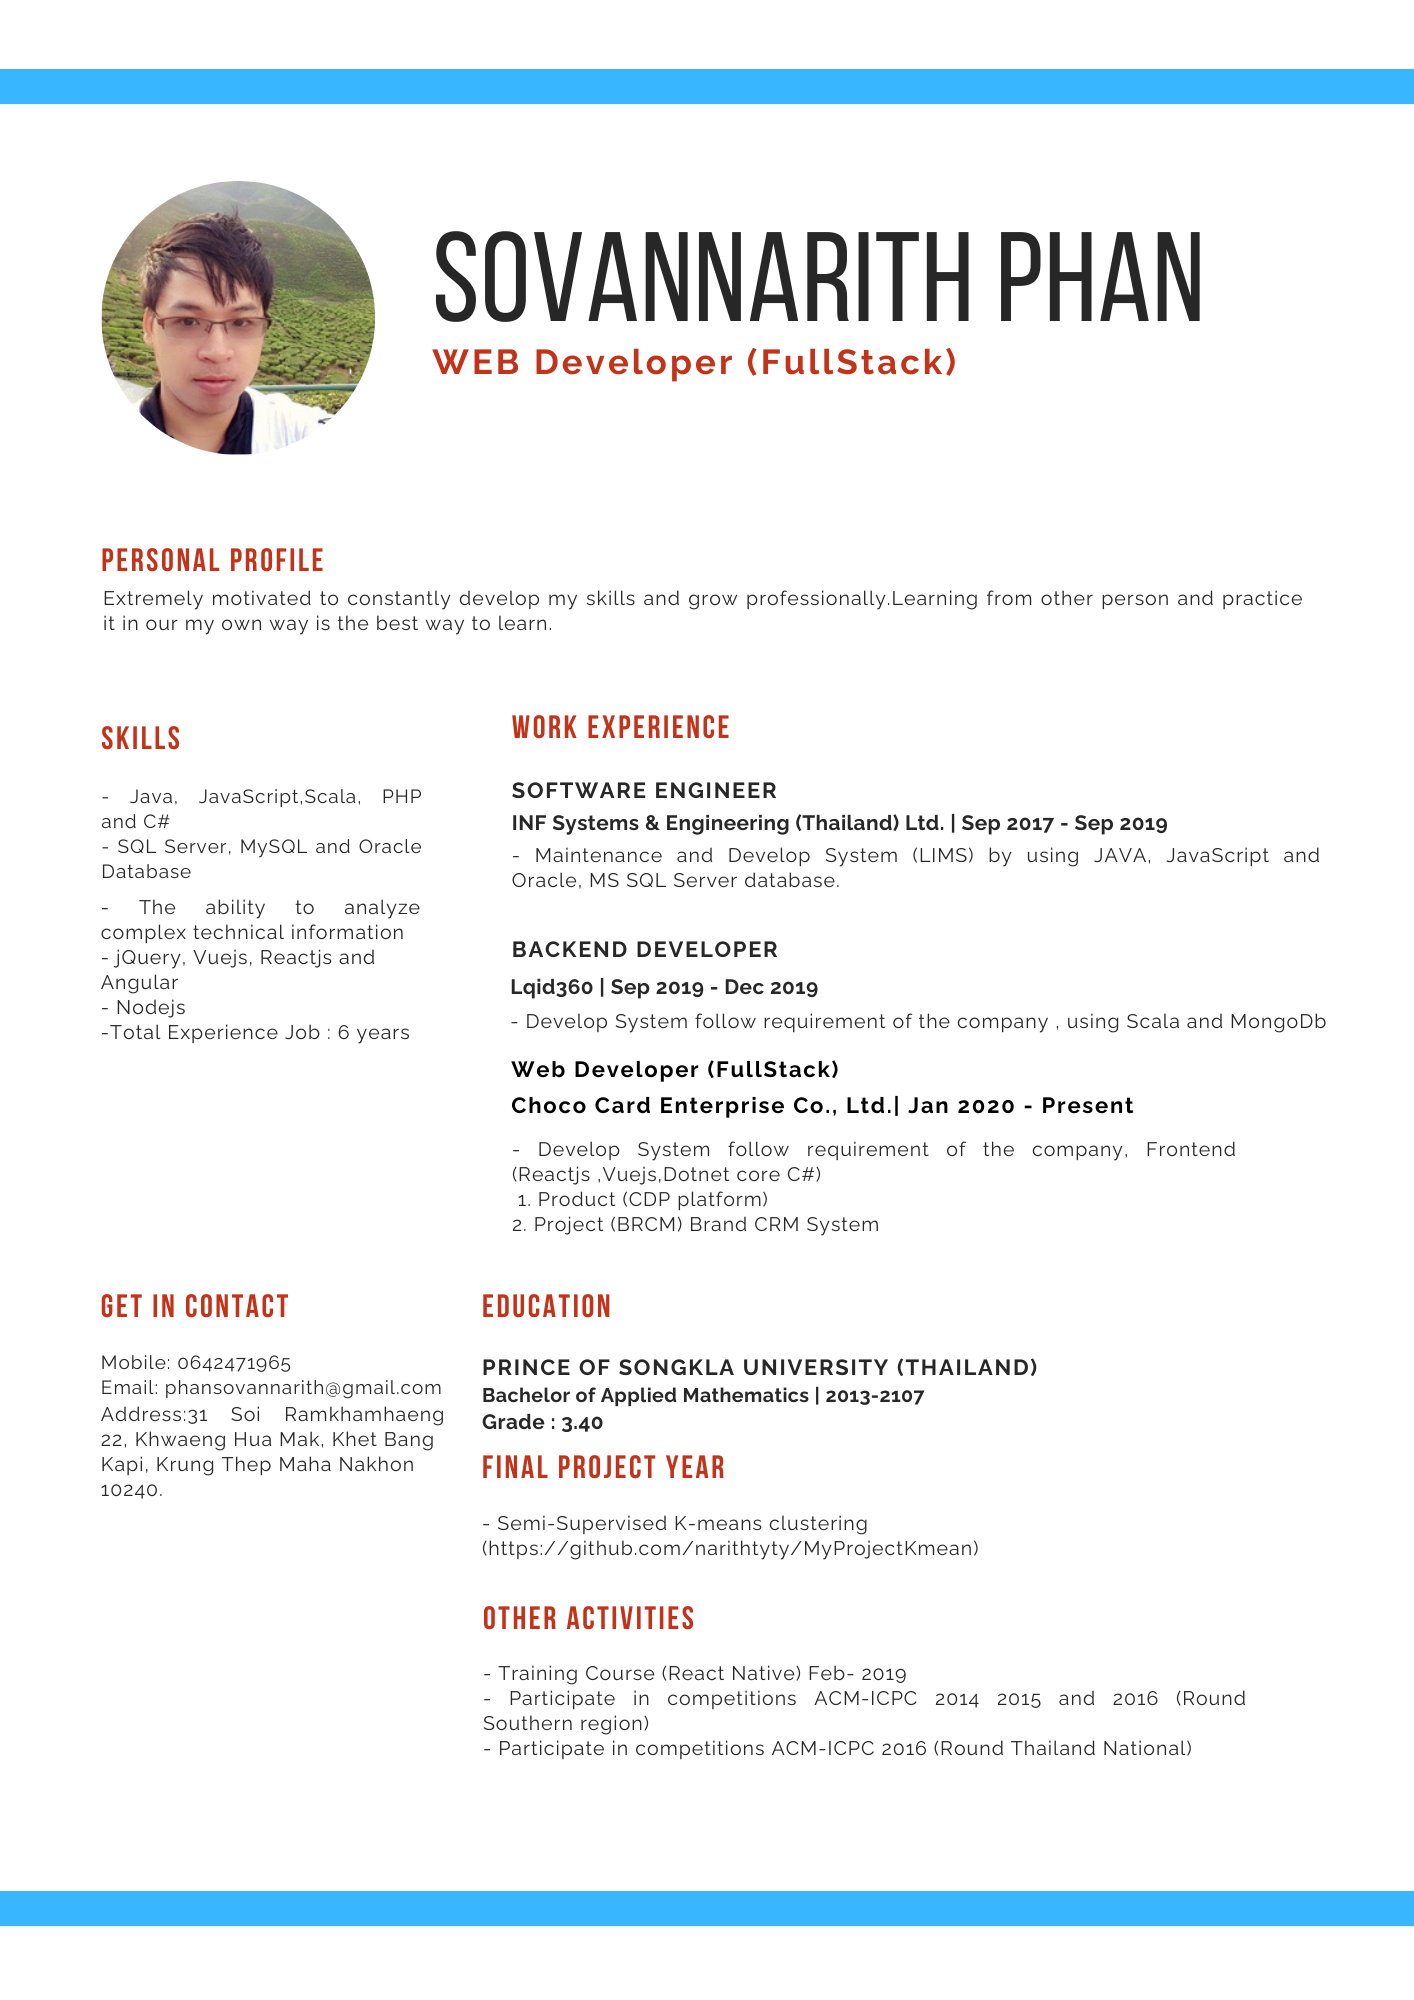 SOVANNARITH PHAN
WEB Developer (FullStack)
PERSONAL PROFILE
Extremely motivated to constantly develop my skills and grow professionally.Learning from other person and practice
it in our my own way is the best way to learn.
SKILLS
- Java, JavaScript,Scala, PHP
and C#
- SQL Server, MySQL and Oracle
Database
- The ability to analyze
complex technical information
- jQuery, Vuejs, Reactjs and
Angular
- Nodejs
-Total Experience Job : 6 years
WORK EXPERIENCE
SOFTWARE ENGINEER
INF Systems & Engineering (Thailand) Ltd. | Sep 2017 - Sep 2019
- Maintenance and Develop System (LIMS) by using JAVA, JavaScript and
Oracle, MS SQL Server database.
BACKEND DEVELOPER
Lqid360 | Sep 2019 - Dec 2019
- Develop System follow requirement of the company , using Scala and MongoDb
Web Developer (FullStack)
Choco Card Enterprise Co., Ltd.| Jan 2020 - Present
- Develop System follow requirement of the company, Frontend
(Reactjs ,Vuejs,Dotnet core C#)
1. Product (CDP platform)
2. Project (BRCM) Brand CRM System
GET IN CONTACT
Mobile: 0642471965
Email: phansovannarith@gmail.com
Address:31 Soi Ramkhamhaeng
22, Khwaeng Hua Mak, Khet Bang
Kapi, Krung Thep Maha Nakhon
10240.
EDUCATION
PRINCE OF SONGKLA UNIVERSITY (THAILAND)
Bachelor of Applied Mathematics | 2013-2107
Grade : 3.40
FINAL PROJECT YEAR
- Semi-Supervised K-means clustering
(https://github.com/narithtyty/MyProjectKmean)
OTHER ACTIVITIES
- Training Course (React Native) Feb- 2019
- Participate in competitions ACM-ICPC 2014 2015 and 2016 (Round
Southern region)
- Participate in competitions ACM-ICPC 2016 (Round Thailand National)